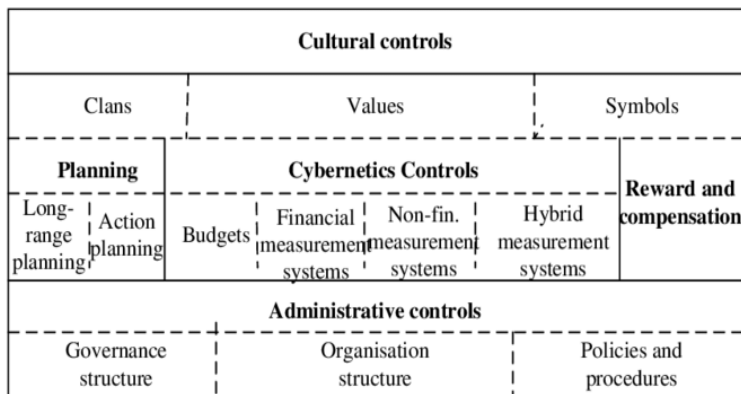 Cultural controls
Clans
Values
Symbols
Planning
Cybernetics Controls
Reward and
compensation
Long-
range
planning
Action
planning
Budgets
Financial
measurement
systems
Non-fin.
measurement
systems
Hybrid
measurement
systems
Administrative controls
Governance
structure
Organisation
structure
Policies and
procedures